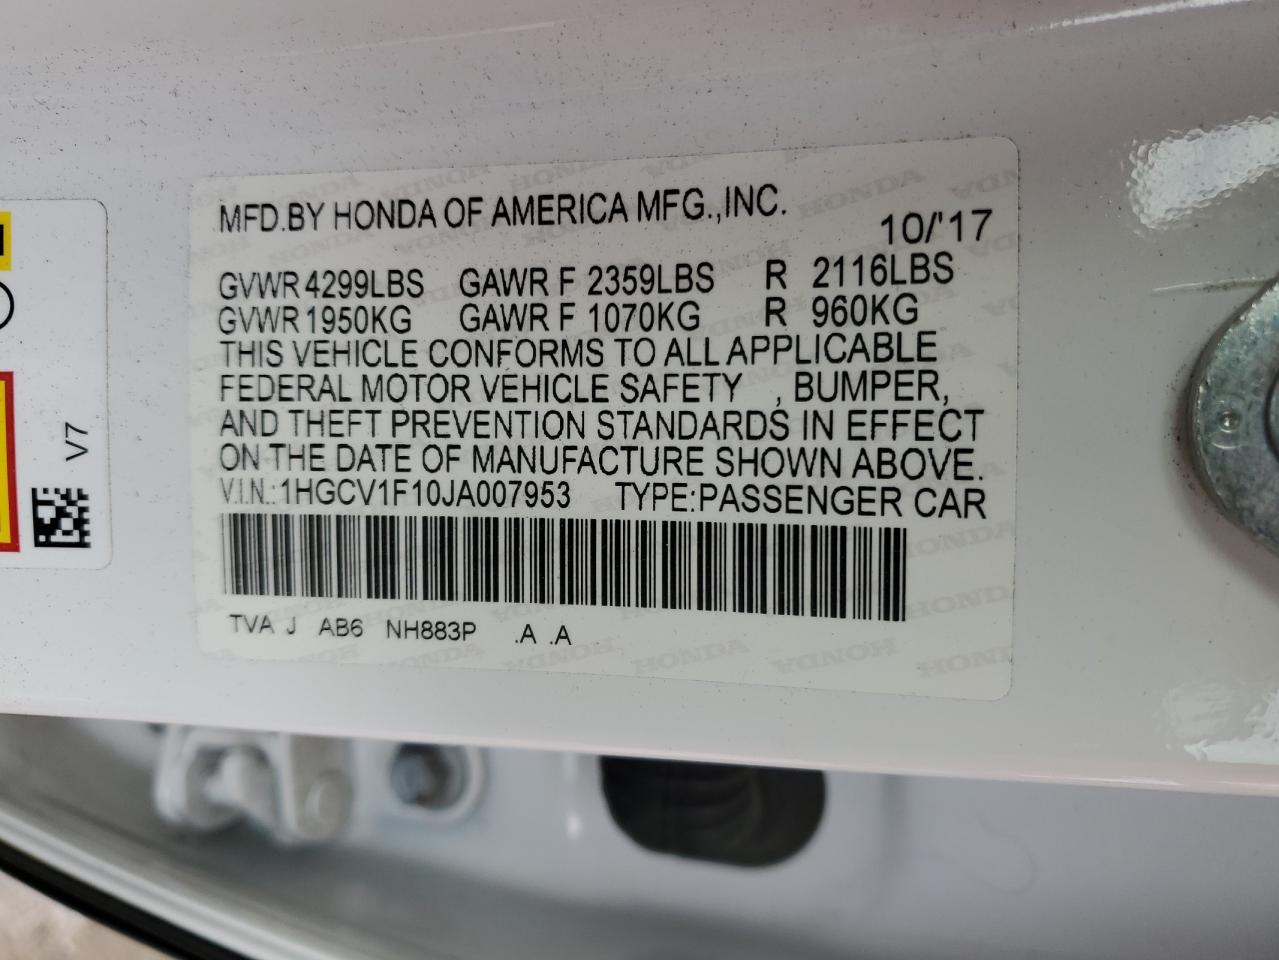 MFD.BY HONDA OF AMERICA MFG.,INC.
10/'17
GVWR 4299LBS GAWR F 2359LBS R 2116LBS
GVWR 1950KG GAWR F 1070KG R 960KG
THIS VEHICLE CONFORMS TO ALL APPLICABLE
FEDERAL MOTOR VEHICLE SAFETY , BUMPER,
AND THEFT PREVENTION STANDARDS IN EFFECT
ON THE DATE OF MANUFACTURE SHOWN ABOVE.
V.I.N.:1HGCV1F10JA007953 TYPE:PASSENGER CAR
TVA J AB6 NH883P .A .A
V7